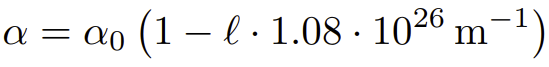 α = α₀ (1 − ℓ · 1.08 · 10²⁶ m⁻¹)